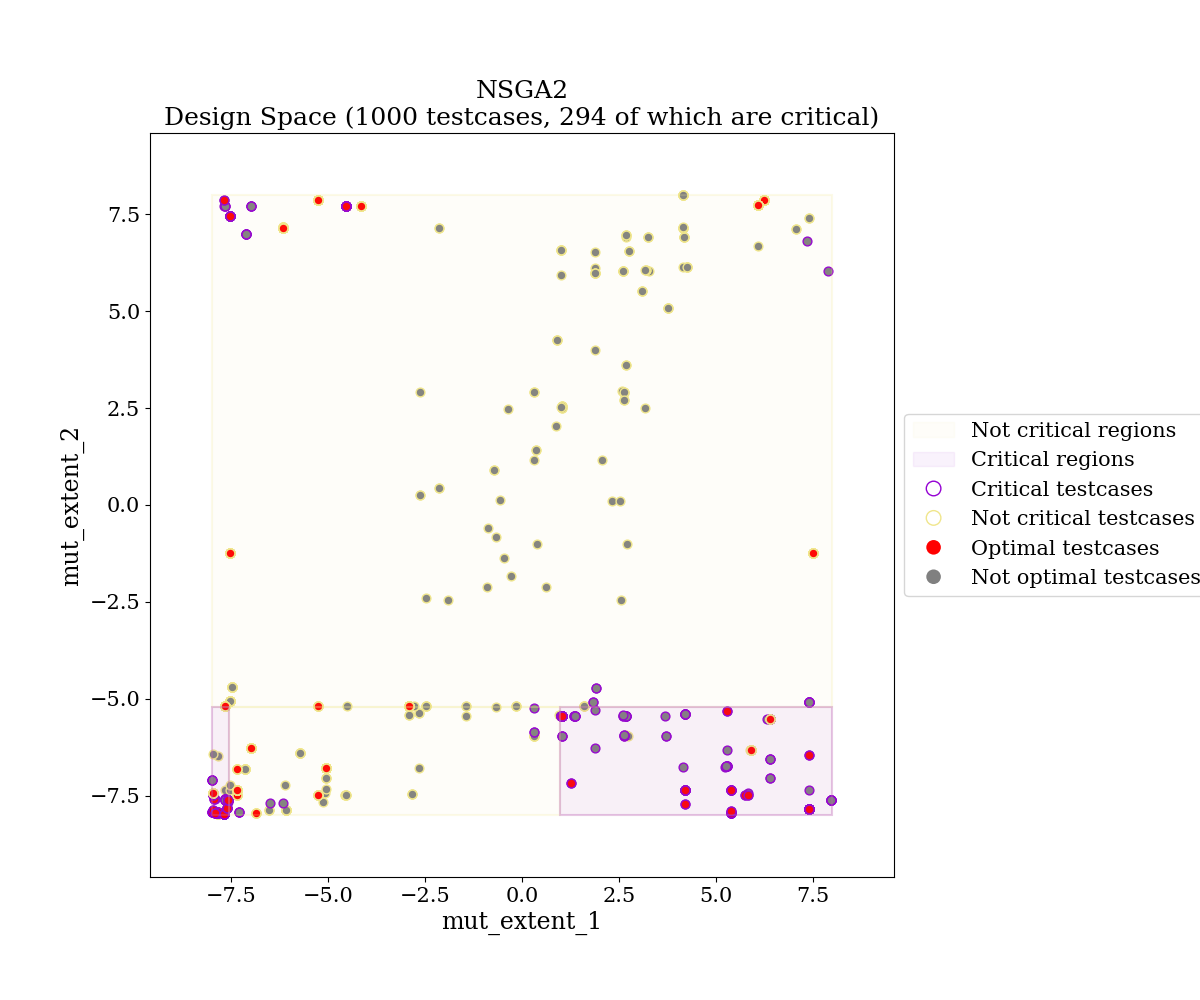 NSGA2
Design Space (1000 testcases, 294 of which are critical)
7.5
5.0
2.5
0.0
−2.5
−5.0
−7.5
mut_extent_2
−7.5
−5.0
−2.5
0.0
2.5
5.0
7.5
mut_extent_1
Not critical regions
Critical regions
Critical testcases
Not critical testcases
Optimal testcases
Not optimal testcases